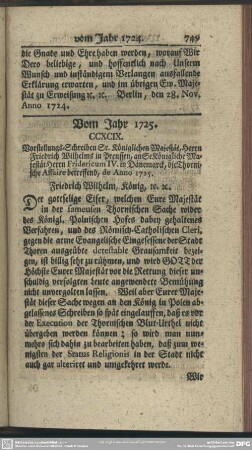 vom Jahr 1724. 749
die Gnade und Ehre haben werden, worauf Wir
Dero beliebige, und hoffentlich nach Unserm
Wunsch und inständigem Verlangen ausfallende
Erklärung erwarten, und im übrigen Ew. Maje-
stät zu Erweisung ꝛc. ꝛc. Berlin, den 28. Nov.
Anno 1724.
Vom Jahr 1725.
CCXCIX.
Vorstellungs-Schreiben Sr. Königlichen Majestät, Herrn
Friedrich Wilhelms in Preussen, an Se Königliche Ma-
jestät Herrn Fridericum IV. in Dänemarck, die Thorni-
sche Affaire betreffend, de Anno 1725.
Friedrich Wilhelm, König, ꝛc. ꝛc.
Der gottselige Eifer, welchen Eure Majestät
in der fameusen Thornischen Sache wider
des Königl. Polnischen Hofes dabey gehaltenes
Verfahren, und des Römisch-Catholischen Cleri,
gegen die arme Evangelische Eingesessene der Stadt
Thoren ausgeübte detestable Grausamkeit bezei-
gen, ist billig sehr zu rühmen, und wird GOTT der
Höchste Eurer Majestät vor die Rettung dieser un-
schuldig verfolgten heute angewendete Bemühung
nicht unvergolten lassen. Weil aber Eurer Maje-
stät dieser Sache wegen an den König in Polen ab-
gelassenes Schreiben so spät eingelauffen, daß es vor
der Execution der Thornischen Blut-Urthel nicht
übergeben werden können; so wird man nun-
mehro sich dahin zu bearbeiten haben, daß zum we-
nigsten der Status Religionis in der Stadt nicht
auch gar alteriret und umgekehret werde.
Wir